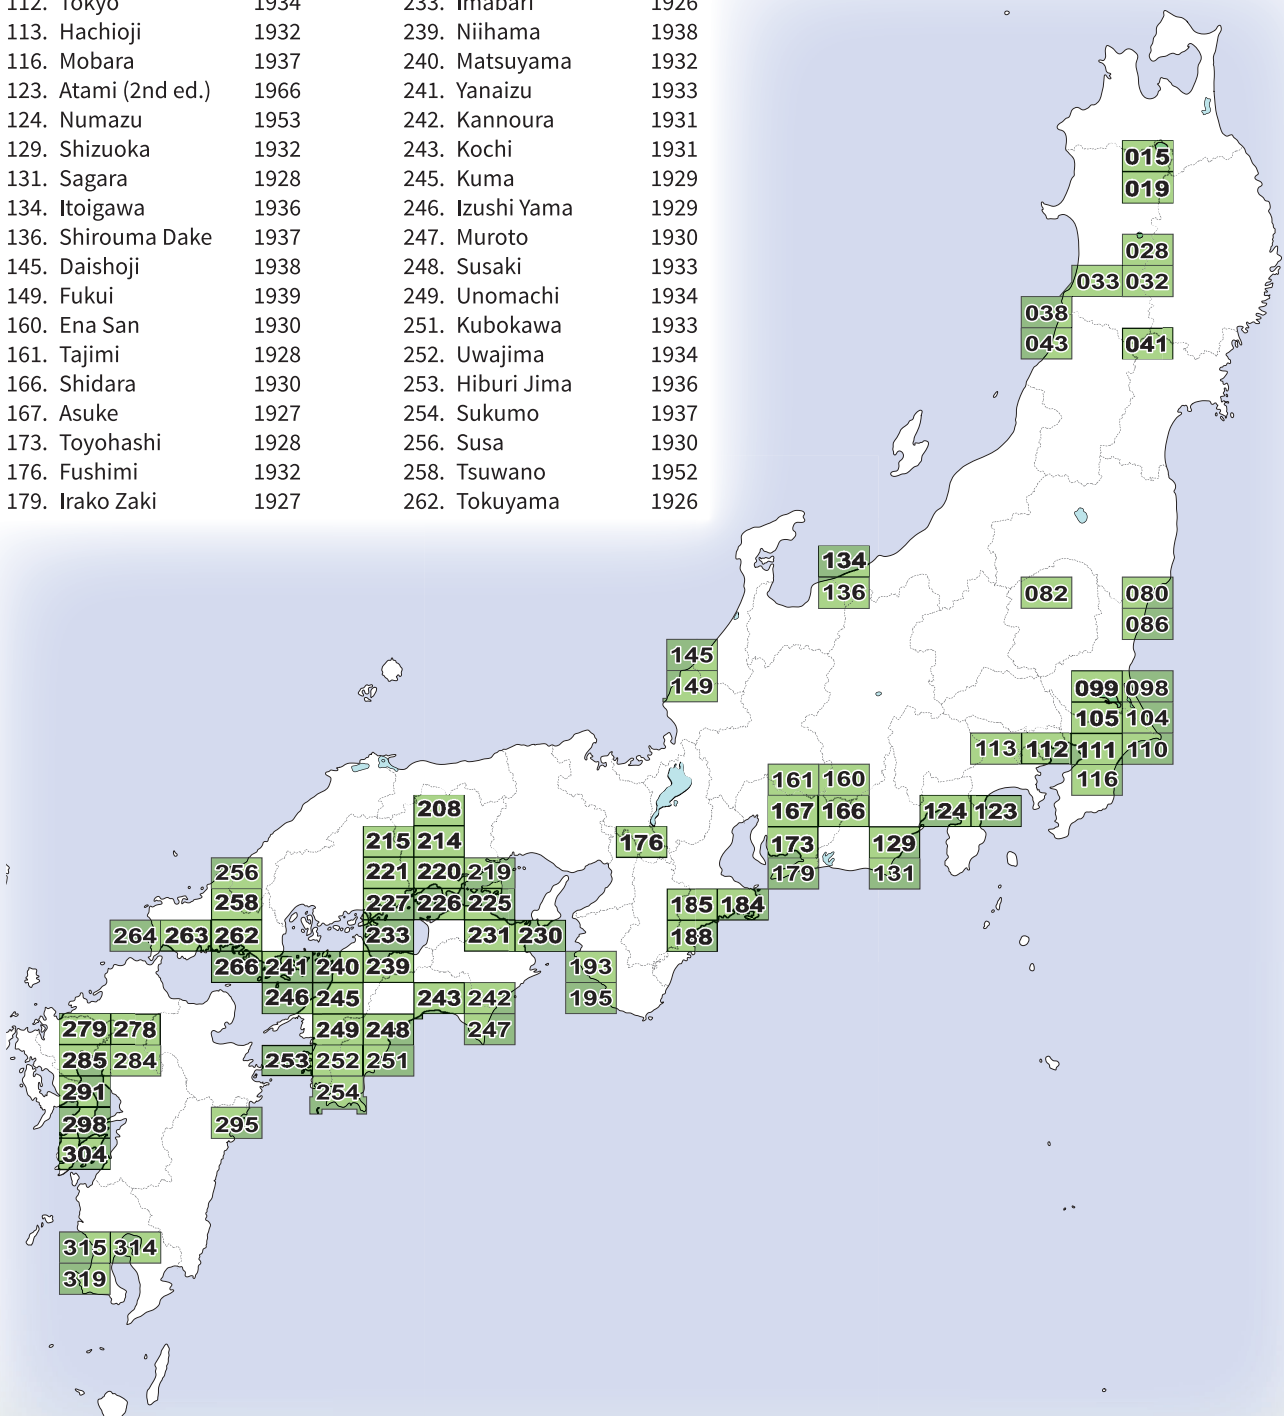 112. Tokyo 1934
113. Hachioji 1932
116. Mobara 1937
123. Atami (2nd ed.) 1966
124. Numazu 1953
129. Shizuoka 1932
131. Sagara 1928
134. Itoigawa 1936
136. Shirouma Dake 1937
145. Daishoji 1938
149. Fukui 1939
160. Ena San 1930
161. Tajimi 1928
166. Shidara 1930
167. Asuke 1927
173. Toyohashi 1928
176. Fushimi 1932
179. Irako Zaki 1927
233. Imabari 1926
239. Niihama 1938
240. Matsuyama 1932
241. Yanaizu 1933
242. Kannoura 1931
243. Kochi 1931
245. Kuma 1929
246. Izushi Yama 1929
247. Muroto 1930
248. Susaki 1933
249. Unomachi 1934
251. Kubokawa 1933
252. Uwajima 1934
253. Hiburi Jima 1936
254. Sukumo 1937
256. Susa 1930
258. Tsuwano 1952
262. Tokuyama 1926
015
019
028
033 032
038
043 041
134
136 082 080
086
145
149 099 098
105 104
113 112 111 110
161 160 116
208 167 166 124 123
215 214 176 173 129
256 221 220 219 179 131
258 227 226 225 185 184
264 263 262 233 231 230 188
266 241 240 239 193
246 245 243 242 195
279 278 249 248 247
285 284 253 252 251
291 254
298 295
304
315 314
319